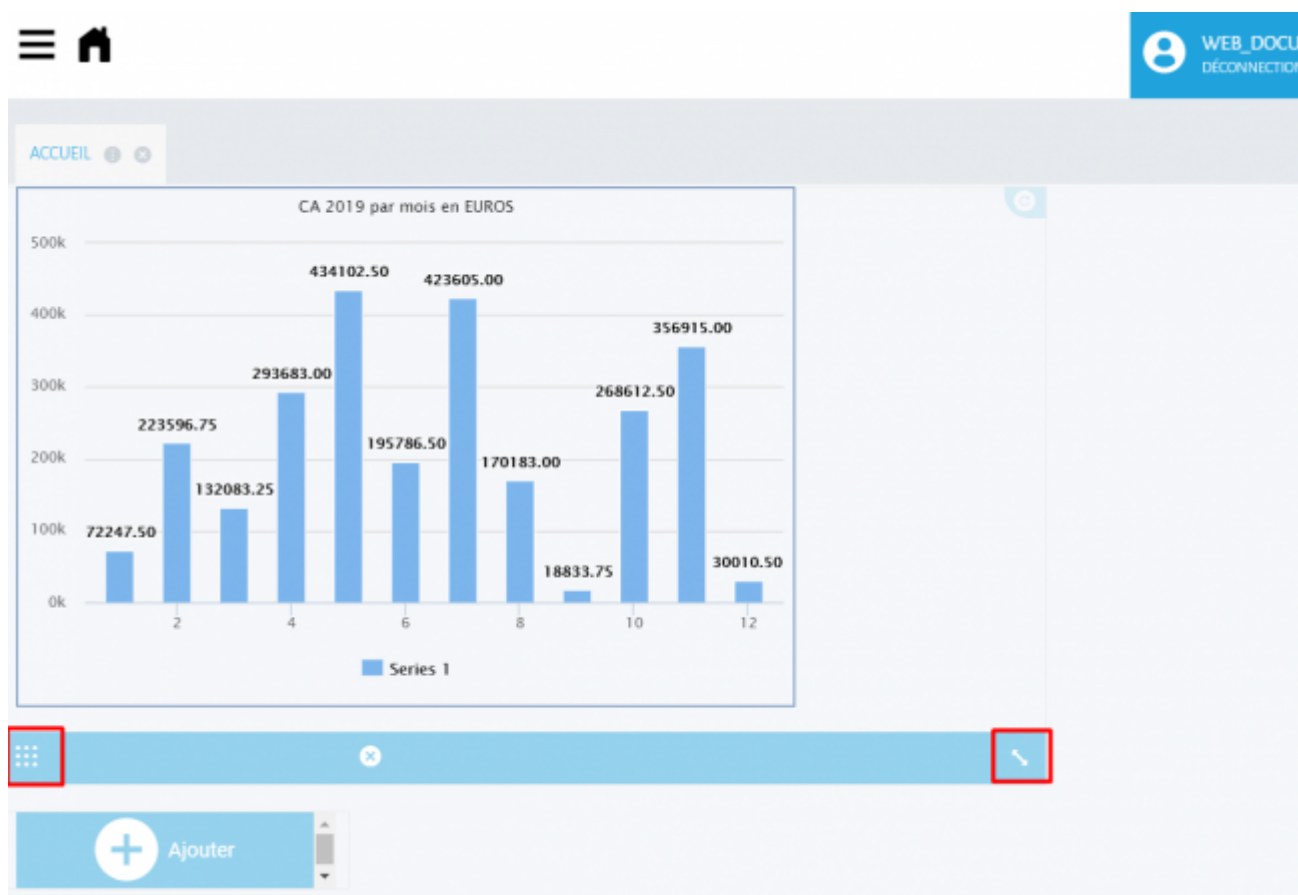 WEB_DOCU
DÉCONNECTION
ACCUEIL
CA 2019 par mois en EUROS
500k
434102.50
423605.00
400k
356915.00
293683.00
300k
268612.50
223596.75
195786.50
200k
170183.00
132083.25
100k
72247.50
30010.50
18833.75
0k
2 4 6 8 10 12
Series 1
Ajouter